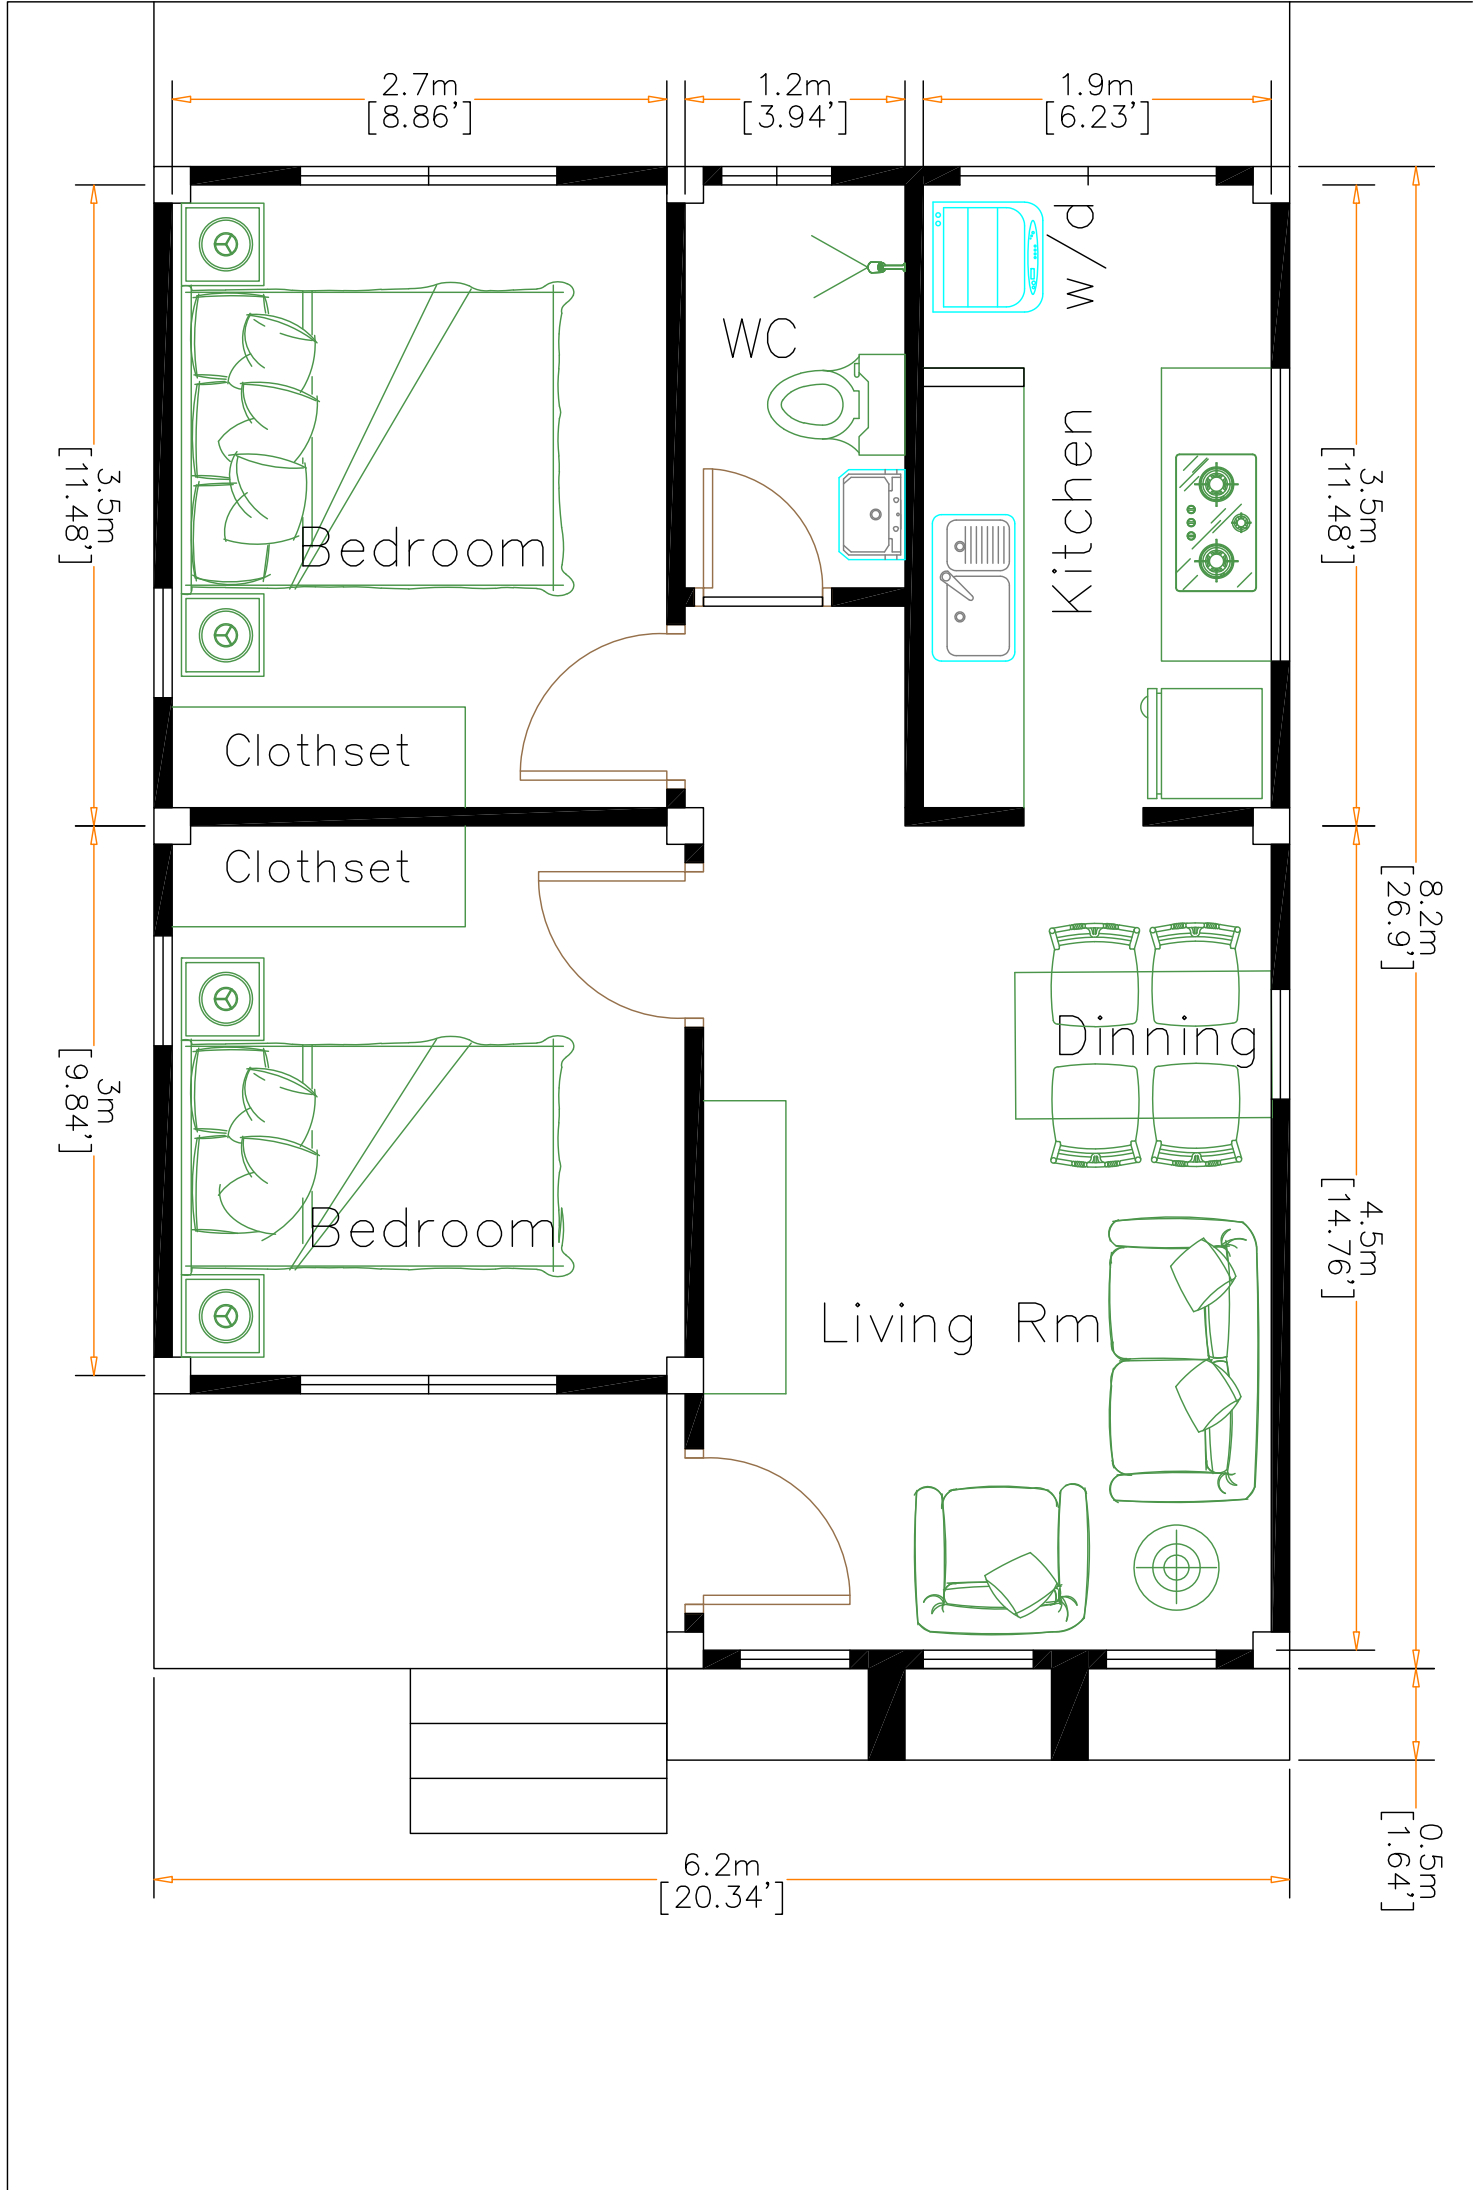 2.7m
[8.86']
1.2m
[3.94']
1.9m
[6.23']
w/d
WC
Kitchen
3.5m
[11.48']
3.5m
[11.48']
Bedroom
Clothset
Clothset
8.2m
[26.9']
Dinning
3m
[9.84']
4.5m
[14.76']
Bedroom
Living Rm
0.5m
[1.64']
6.2m
[20.34']